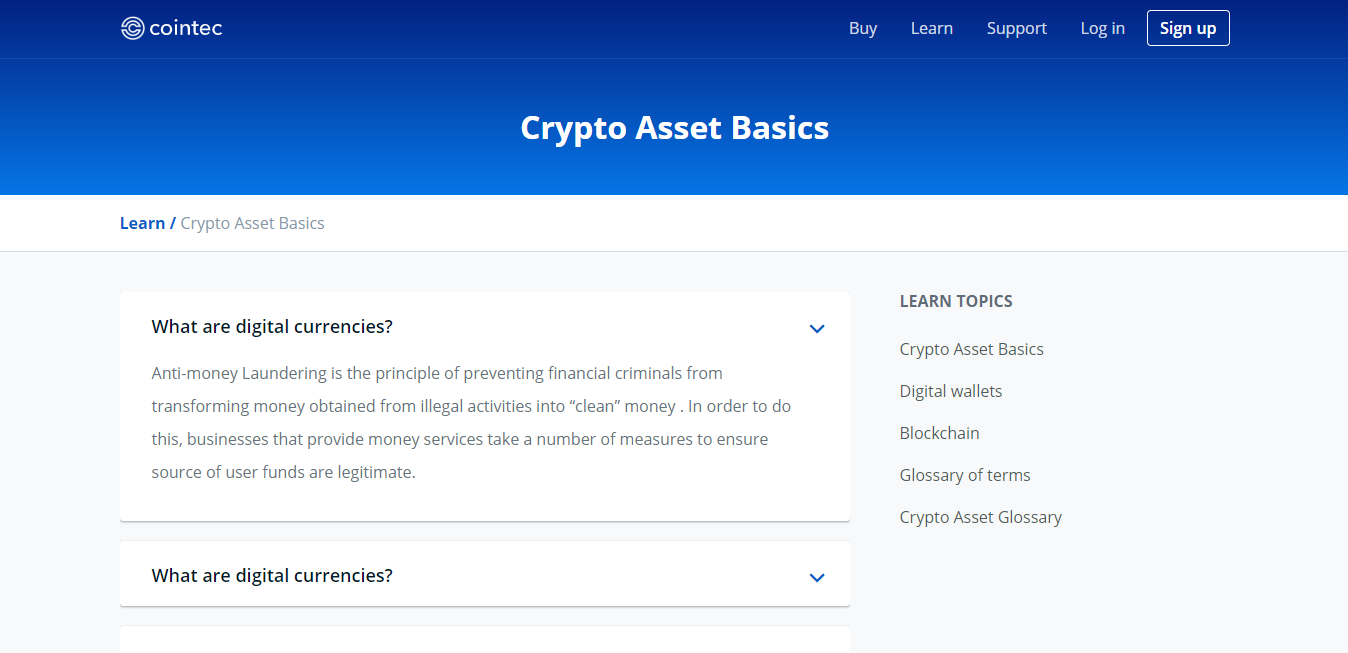 cointec
Buy Learn Support Log in Sign up
Crypto Asset Basics
Learn / Crypto Asset Basics
What are digital currencies?
Anti-money Laundering is the principle of preventing financial criminals from
transforming money obtained from illegal activities into “clean” money . In order to do
this, businesses that provide money services take a number of measures to ensure
source of user funds are legitimate.
What are digital currencies?
LEARN TOPICS
Crypto Asset Basics
Digital wallets
Blockchain
Glossary of terms
Crypto Asset Glossary